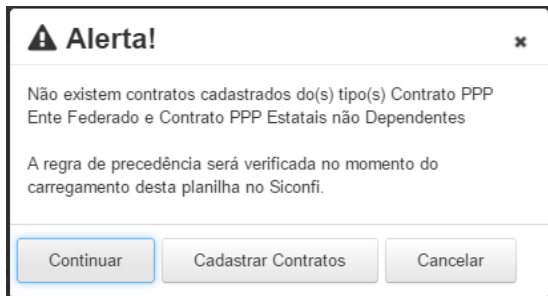 Alerta!
Não existem contratos cadastrados do(s) tipo(s) Contrato PPP
Ente Federado e Contrato PPP Estatais não Dependentes
A regra de precedência será verificada no momento do
carregamento desta planilha no Siconfi.
Continuar Cadastrar Contratos Cancelar